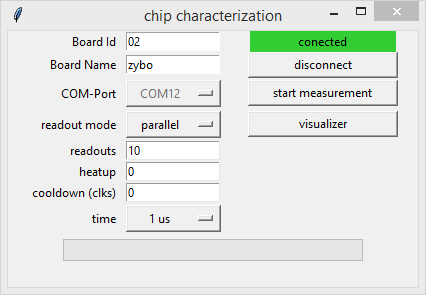 chip characterization
Board Id 02 conected
Board Name zybo disconnect
COM-Port COM12 start measurement
readout mode parallel visualizer
readouts 10
heatup 0
cooldown (clks) 0
time 1 us